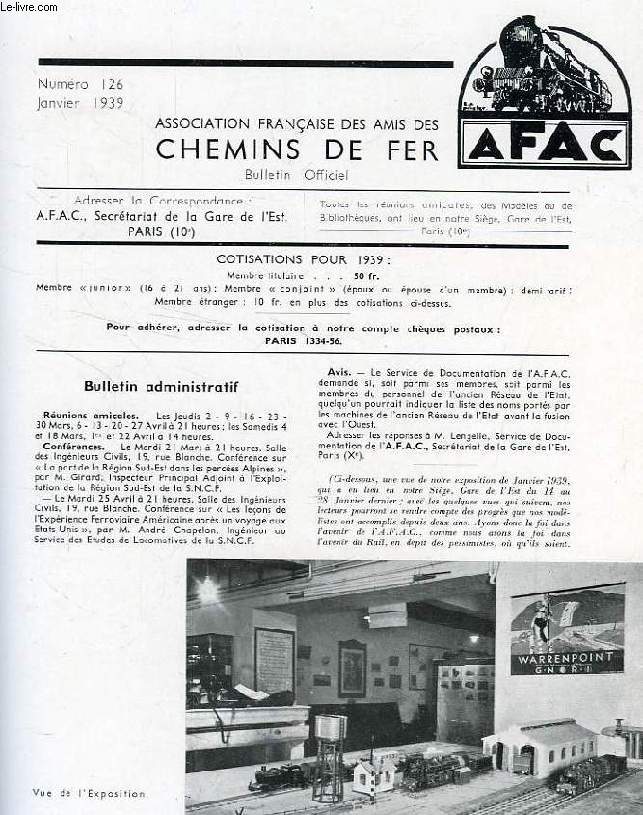 Le-livre.com
Numéro 126
Janvier 1939
ASSOCIATION FRANÇAISE DES AMIS DES
CHEMINS DE FER
Bulletin Officiel
AFAC
Adresser la Correspondance :
A.F.A.C., Secrétariat de la Gare de l'Est.
PARIS (10e)
Toutes les réunions amicales, des Modèles ou de
Bibliothèques, ont lieu en notre Siège, Gare de l'Est,
Paris (10e)
COTISATIONS POUR 1939 :
Membre titulaire . . . 50 fr.
Membre « junior » (16 à 21 ans) : Membre « conjoint » (époux ou épouse d'un membre) : demi tarif :
Membre étranger : 10 fr. en plus des cotisations ci-dessus.
Pour adhérer, adresser la cotisation à notre compte chèques postaux :
PARIS 1334-56.
Bulletin administratif
Réunions amicales. Les Jeudis 2 - 9 - 16 - 23 -
30 Mars, 6 - 13 - 20 - 27 Avril à 21 heures ; les Samedis 4
et 18 Mars, 1er et 22 Avril à 14 heures.
Conférences. Le Mardi 21 Mars à 21 heures, Salle
des Ingénieurs Civils, 19, rue Blanche. Conférence sur
« La part de la Région Sud-Est dans les percées Alpines »,
par M. Girard, Inspecteur Principal Adjoint à l'Exploi-
tation de la Région Sud-Est de la S.N.C.F.
— Le Mardi 25 Avril à 21 heures, Salle des Ingénieurs
Civils, 19, rue Blanche. Conférence sur « Les leçons de
l'Expérience ferroviaire Américaine après un voyage aux
Etats Unis », par M. André Chapelon, Ingénieur au
Service des Etudes de Locomotives de la S.N.C.F.
Avis. — Le Service de Documentation de l'A.F.A.C.
demande si, soit parmi ses membres, soit parmi les
membres du personnel de l'ancien Réseau de l'Etat,
quelqu'un pourrait indiquer la liste des noms portés par
les machines de l'ancien Réseau de l'Etat avant la fusion
avec l'Ouest.
Adresser les réponses à M. Lengellé, Service de Docu-
mentation de l'A.F.A.C., Secrétariat de la Gare de l'Est,
Paris (Xe).
Ci-dessous, une vue de notre exposition de Janvier 1939,
qui a eu lieu en notre Siège, Gare de l'Est du 14 au
28 Janvier dernier ; avec les quelques vues qui suivent, nos
lecteurs pourront se rendre compte des progrès que nos modé-
listes ont accomplis depuis deux ans. Ayons donc la foi dans
l'avenir de l'A.F.A.C., comme nous avons la foi dans
l'avenir du Rail, en dépit des pessimistes, où qu'ils soient.
WARRENPOINT
G·N·R·I
Vue de l'Exposition